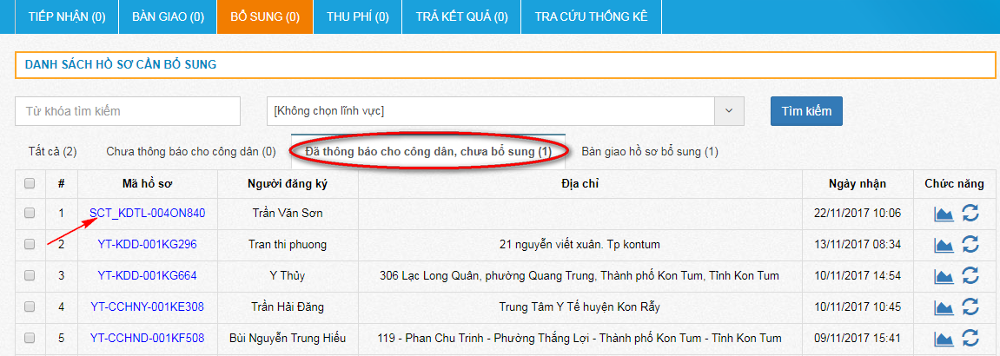 TIẾP NHẬN (0) BÀN GIAO (0) BỔ SUNG (0) THU PHÍ (0) TRẢ KẾT QUẢ (0) TRA CỨU THỐNG KÊ
DANH SÁCH HỒ SƠ CẦN BỔ SUNG
Từ khóa tìm kiếm [Không chọn lĩnh vực] Tìm kiếm
Tất cả (2) Chưa thông báo cho công dân (0) Đã thông báo cho công dân, chưa bổ sung (1) Bàn giao hồ sơ bổ sung (1)
# Mã hồ sơ Người đăng ký Địa chỉ Ngày nhận Chức năng
1 SCT_KDTL-004ON840 Trần Văn Sơn 22/11/2017 10:06
2 YT-KDD-001KG296 Tran thi phuong 21 nguyễn viết xuân. Tp kontum 13/11/2017 08:34
3 YT-KDD-001KG664 Y Thủy 306 Lạc Long Quân, phường Quang Trung, Thành phố Kon Tum, Tỉnh Kon Tum 10/11/2017 14:54
4 YT-CCHNY-001KE308 Trần Hải Đăng Trung Tâm Y Tế huyện Kon Rẫy 10/11/2017 10:45
5 YT-CCHND-001KF508 Bùi Nguyễn Trung Hiếu 119 - Phan Chu Trinh - Phường Thắng Lợi - Thành phố Kon Tum - Tỉnh Kon Tum 09/11/2017 15:41